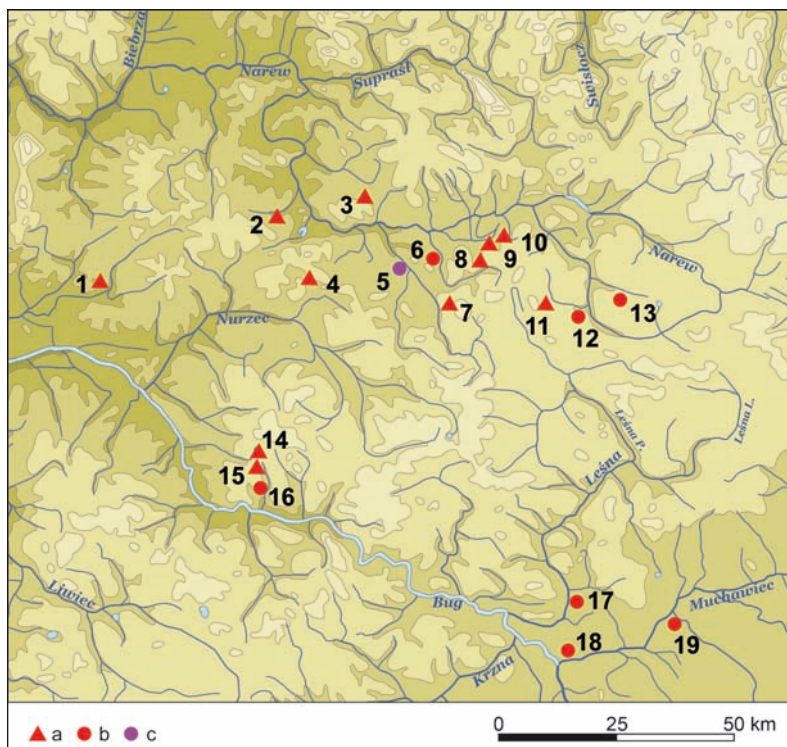 Biebrza
Narew
Supraśl
Świsłocz
3
2
10
6
8
9
Narew
1
4
5
7
11
12
13
Nurzec
14
15
16
Leśna P.
Leśna L.
Leśna
Liwiec
Bug
17
Muchawiec
18
19
Krzna
a b c
0 25 50 km